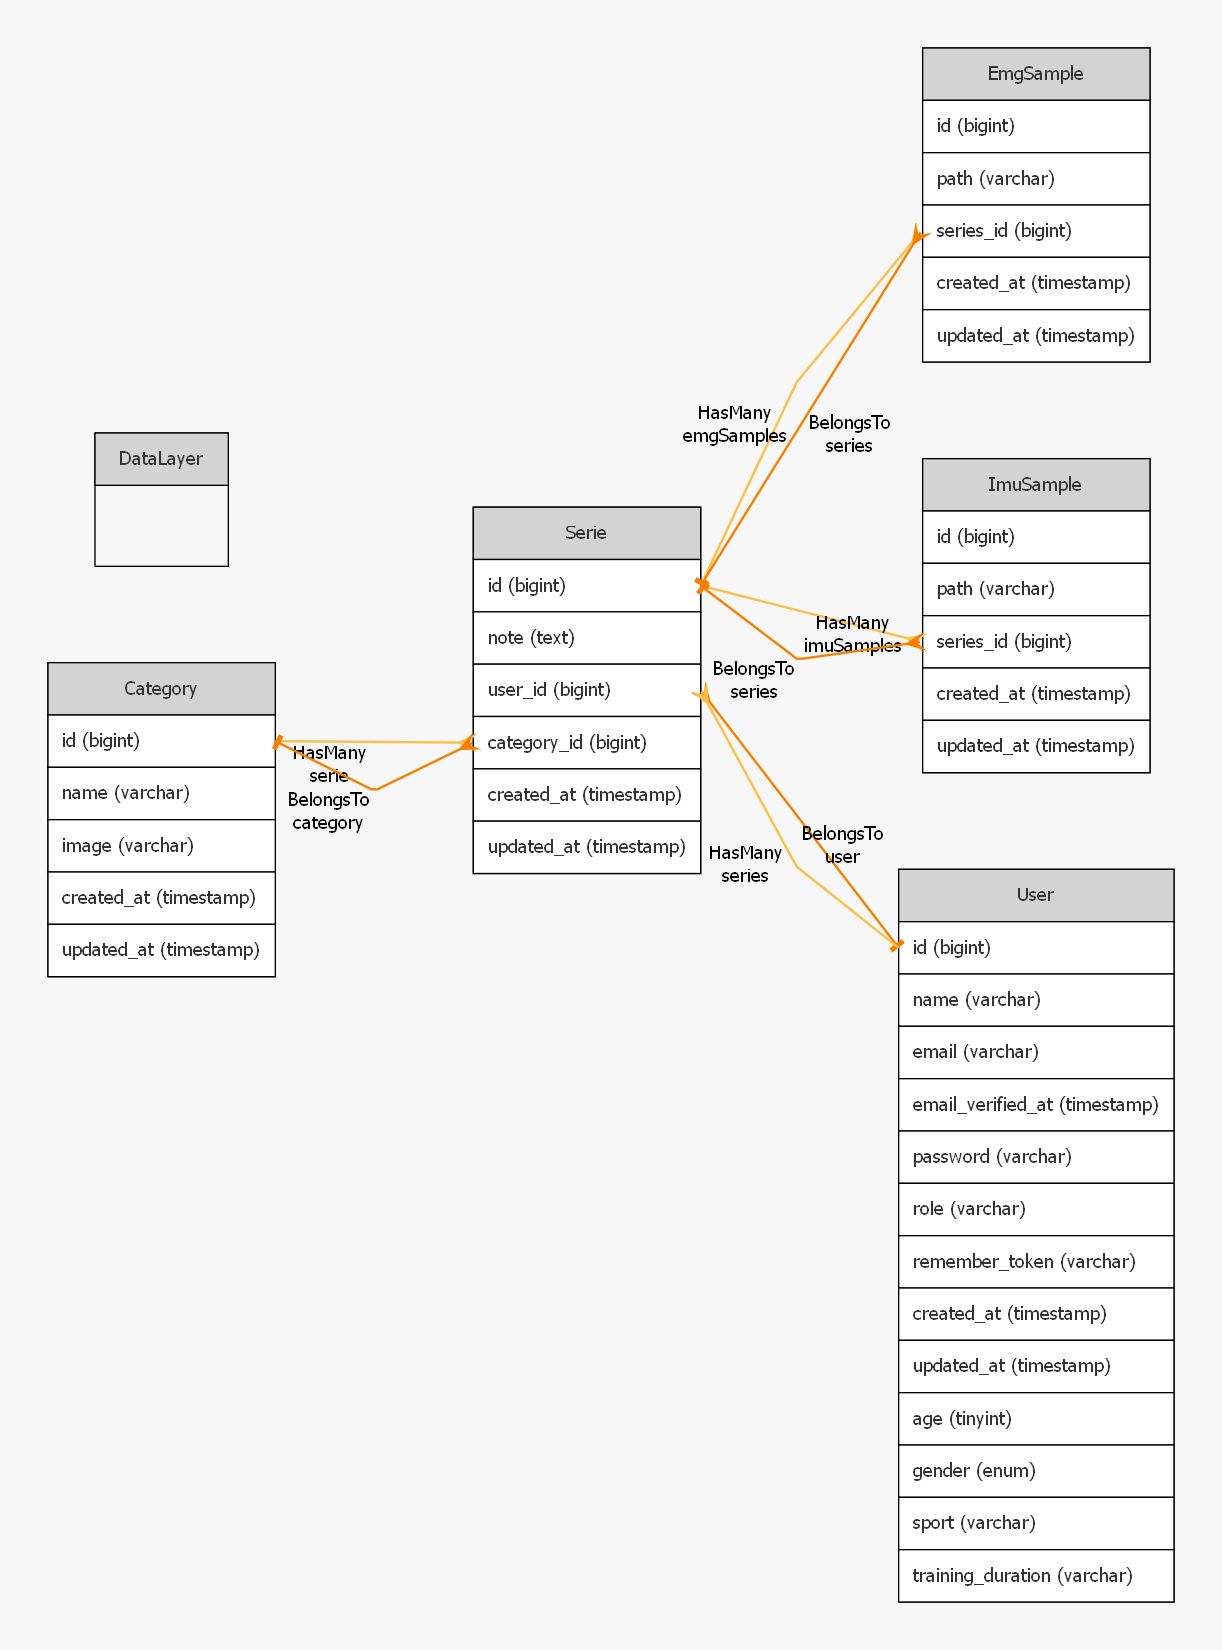 EmgSample
id (bigint)
path (varchar)
series_id (bigint)
created_at (timestamp)
updated_at (timestamp)
HasMany
emgSamples
BelongsTo
series
DataLayer
ImuSample
id (bigint)
path (varchar)
series_id (bigint)
created_at (timestamp)
updated_at (timestamp)
Serie
id (bigint)
note (text)
user_id (bigint)
category_id (bigint)
created_at (timestamp)
updated_at (timestamp)
HasMany
imuSamples
BelongsTo
series
Category
id (bigint)
name (varchar)
image (varchar)
created_at (timestamp)
updated_at (timestamp)
HasMany
serie
BelongsTo
category
BelongsTo
user
HasMany
series
User
id (bigint)
name (varchar)
email (varchar)
email_verified_at (timestamp)
password (varchar)
role (varchar)
remember_token (varchar)
created_at (timestamp)
updated_at (timestamp)
age (tinyint)
gender (enum)
sport (varchar)
training_duration (varchar)